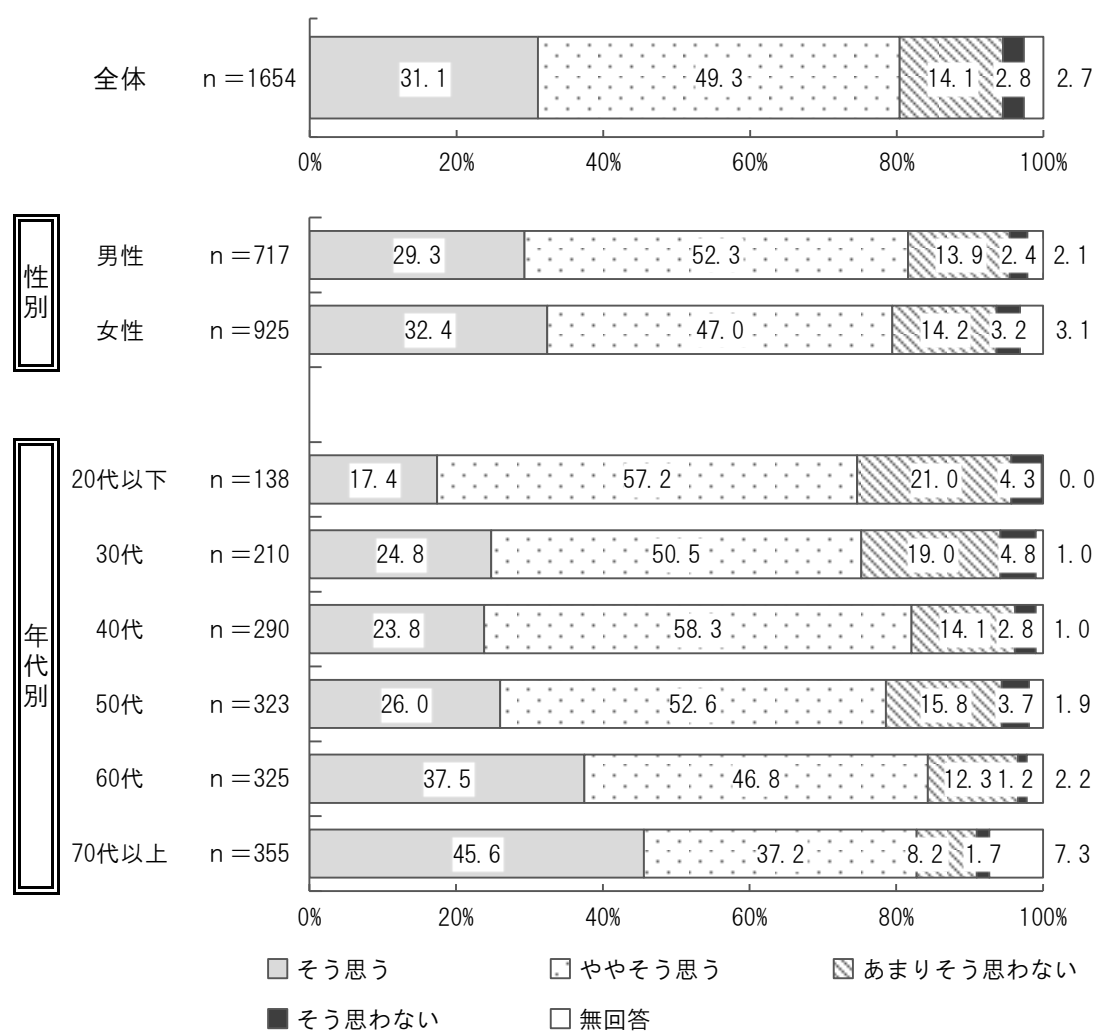 全体 n=1654 31.1 49.3 14.1 2.8 2.7
0% 20% 40% 60% 80% 100%
性別
男性 n=717 29.3 52.3 13.9 2.4 2.1
女性 n=925 32.4 47.0 14.2 3.2 3.1
年代別
20代以下 n=138 17.4 57.2 21.0 4.3 0.0
30代 n=210 24.8 50.5 19.0 4.8 1.0
40代 n=290 23.8 58.3 14.1 2.8 1.0
50代 n=323 26.0 52.6 15.8 3.7 1.9
60代 n=325 37.5 46.8 12.3 1.2 2.2
70代以上 n=355 45.6 37.2 8.2 1.7 7.3
0% 20% 40% 60% 80% 100%
そう思う ややそう思う あまりそう思わない
そう思わない 無回答